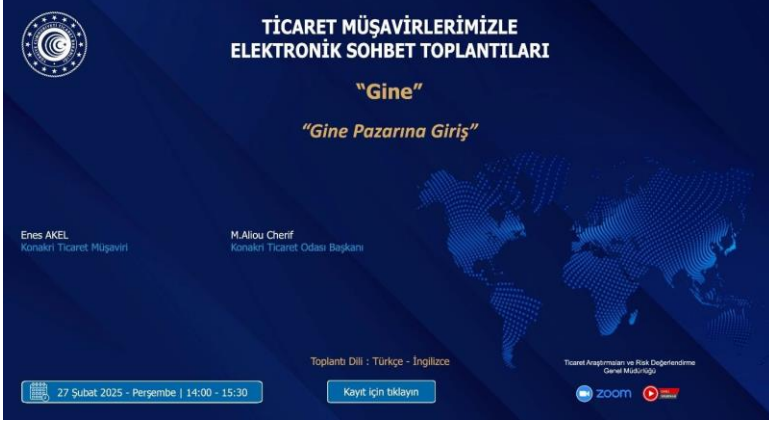 TİCARET MÜŞAVİRLERİMİZLE
ELEKTRONİK SOHBET TOPLANTILARI
“Gine”
“Gine Pazarına Giriş”
Enes AKEL
Konakri Ticaret Müşaviri
M.Aliou Cherif
Konakri Ticaret Odası Başkanı
Toplantı Dili : Türkçe - İngilizce
Ticaret Araştırmaları ve Risk Değerlendirme
Genel Müdürlüğü
27 Şubat 2025 - Perşembe | 14:00 - 15:30
Kayıt için tıklayın
zoom